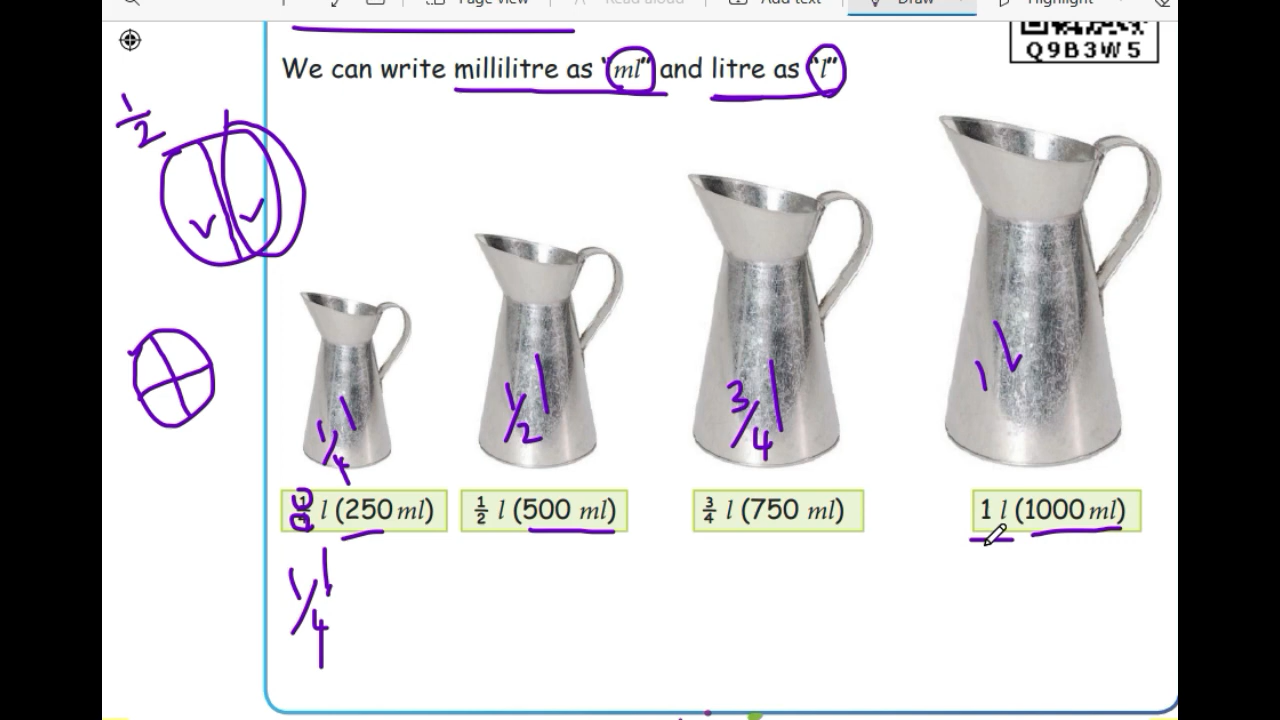 Page view Read aloud Add text Draw Highlight
Q9B3W5
We can write millilitre as "ml" and litre as "l"
1/2
1/4 l
1/2 l
3/4 l
1 l
1/4 l (250 ml)
1/2 l (500 ml)
3/4 l (750 ml)
1 l (1000 ml)
1/4 l